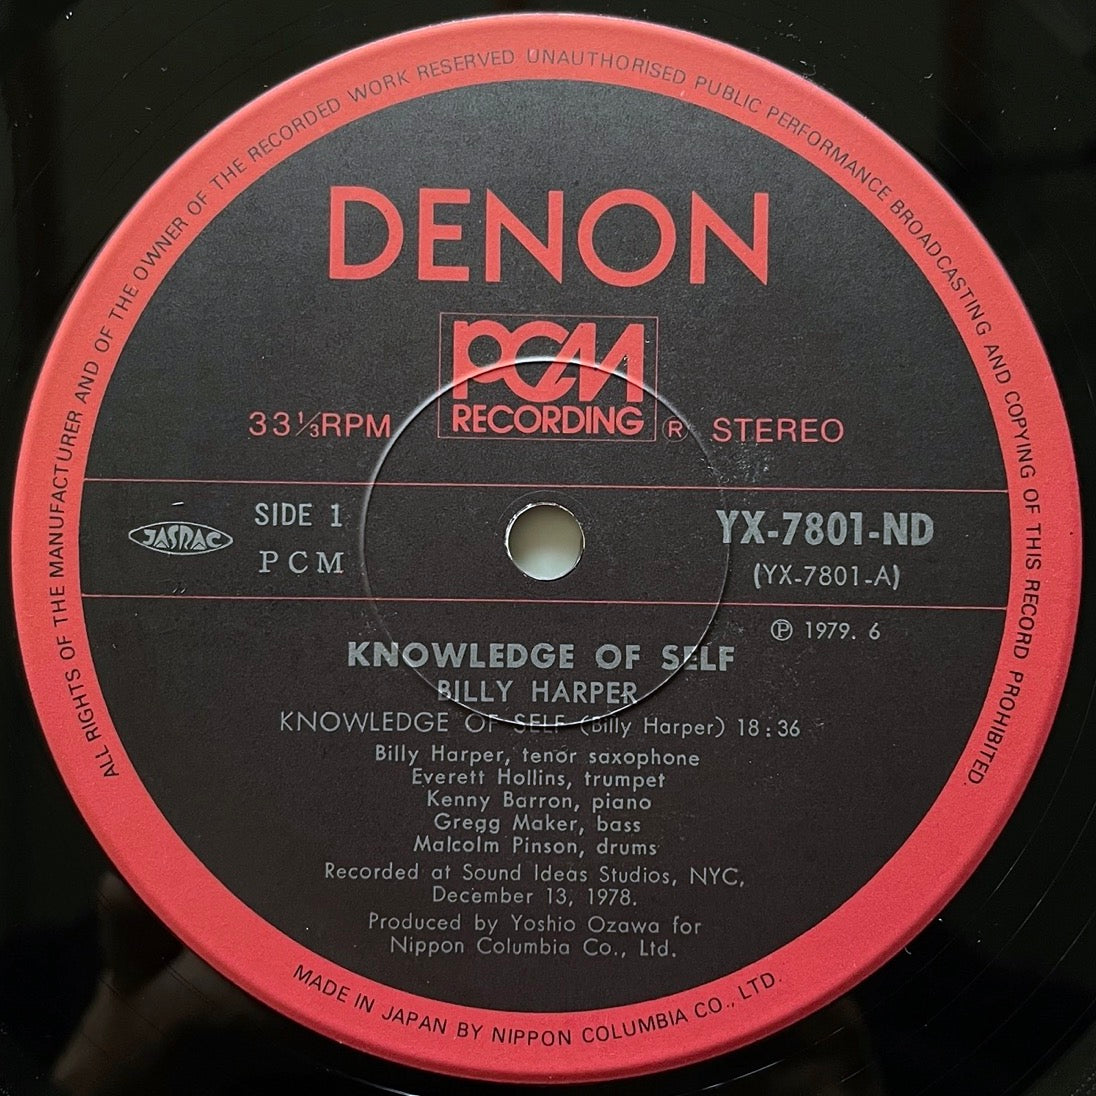 ALL RIGHTS OF THE MANUFACTURER AND OF THE OWNER OF THE RECORDED WORK RESERVED UNAUTHORISED PUBLIC PERFORMANCE BROADCASTING AND COPYING OF THIS RECORD PROHIBITED.
DENON
PCM
RECORDING
33⅓RPM ® STEREO
JASRAC
SIDE 1
PCM
YX-7801-ND
(YX-7801-A)
℗ 1979. 6
KNOWLEDGE OF SELF
BILLY HARPER
KNOWLEDGE OF SELF (Billy Harper) 18:36
Billy Harper, tenor saxophone
Everett Hollins, trumpet
Kenny Barron, piano
Gregg Maker, bass
Malcolm Pinson, drums
Recorded at Sound Ideas Studios, NYC,
December 13, 1978.
Produced by Yoshio Ozawa for
Nippon Columbia Co., Ltd.
MADE IN JAPAN BY NIPPON COLUMBIA CO., LTD.